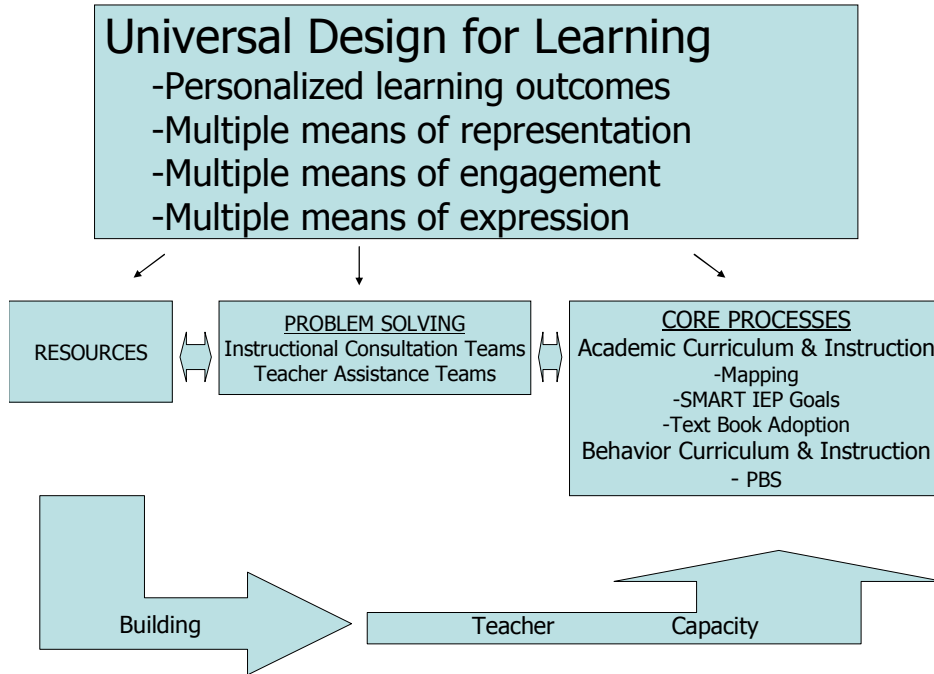 Universal Design for Learning
-Personalized learning outcomes
-Multiple means of representation
-Multiple means of engagement
-Multiple means of expression
RESOURCES
PROBLEM SOLVING
Instructional Consultation Teams
Teacher Assistance Teams
CORE PROCESSES
Academic Curriculum & Instruction
-Mapping
-SMART IEP Goals
-Text Book Adoption
Behavior Curriculum & Instruction
- PBS
Building
Teacher Capacity